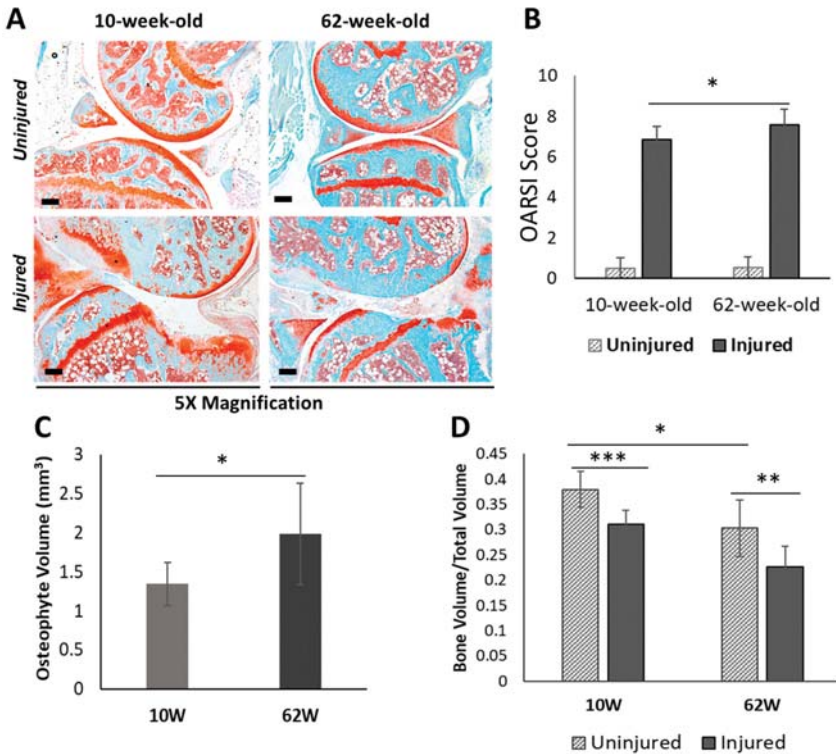 A
10-week-old
62-week-old
Uninjured
Injured
5X Magnification
B
OARSI Score
10
8
6
4
2
0
*
10-week-old
62-week-old
Uninjured
Injured
C
Osteophyte Volume (mm³)
3
2.5
2
1.5
1
0.5
0
*
10W
62W
D
Bone Volume/Total Volume
0.45
0.4
0.35
0.3
0.25
0.2
0.15
0.1
0.05
0
*
***
**
10W
62W
Uninjured
Injured